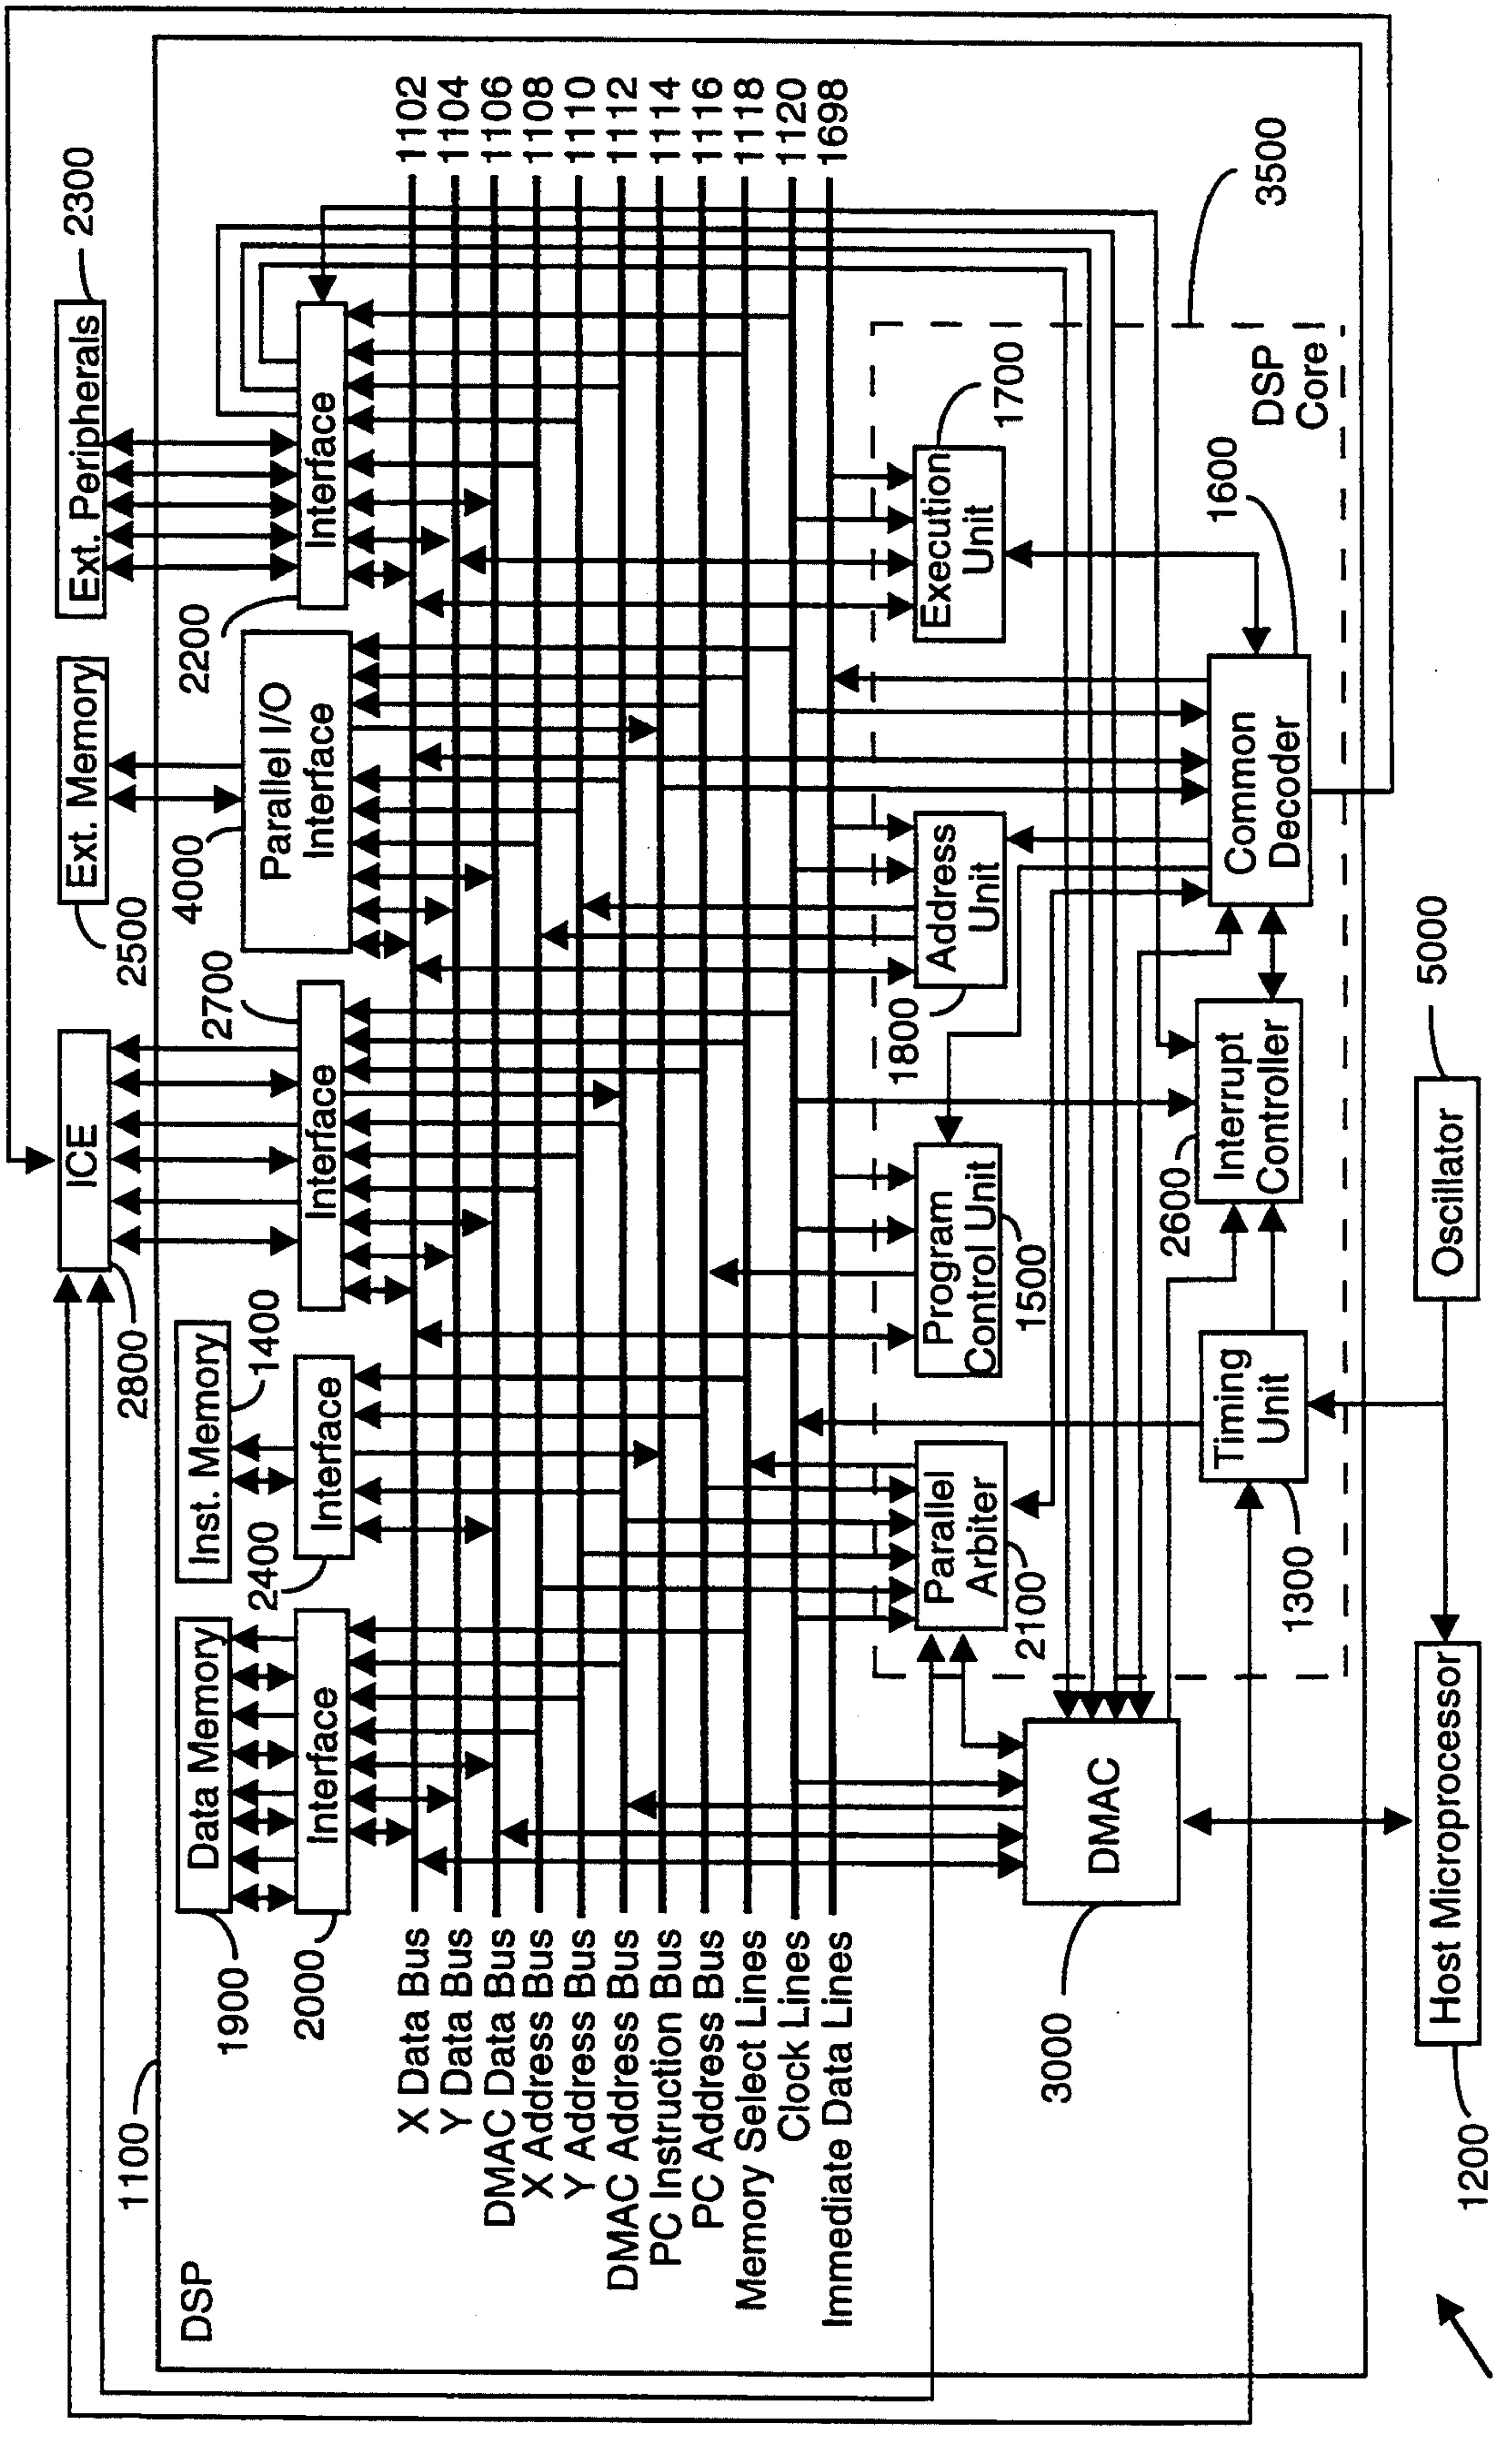 DSP
1100
1900
Data Memory
2000
Interface
Inst. Memory
1400
2400
Interface
2800
ICE
2700
Interface
2500
Ext. Memory
4000
Parallel I/O
Interface
2300
Ext. Peripherals
2200
Interface
X Data Bus 1102
Y Data Bus 1104
DMAC Data Bus 1106
X Address Bus 1108
Y Address Bus 1110
DMAC Address Bus 1112
PC Instruction Bus 1114
PC Address Bus 1116
Memory Select Lines 1118
Clock Lines 1120
Immediate Data Lines 1698
Parallel
Arbiter
2100
Program
Control Unit
1500
Address
Unit
1800
Execution
Unit
1700
3500
DSP
Core
3000
DMAC
Timing
Unit
1300
Interrupt
Controller
2600
Common
Decoder
1600
1200
Host Microprocessor
Oscillator
5000